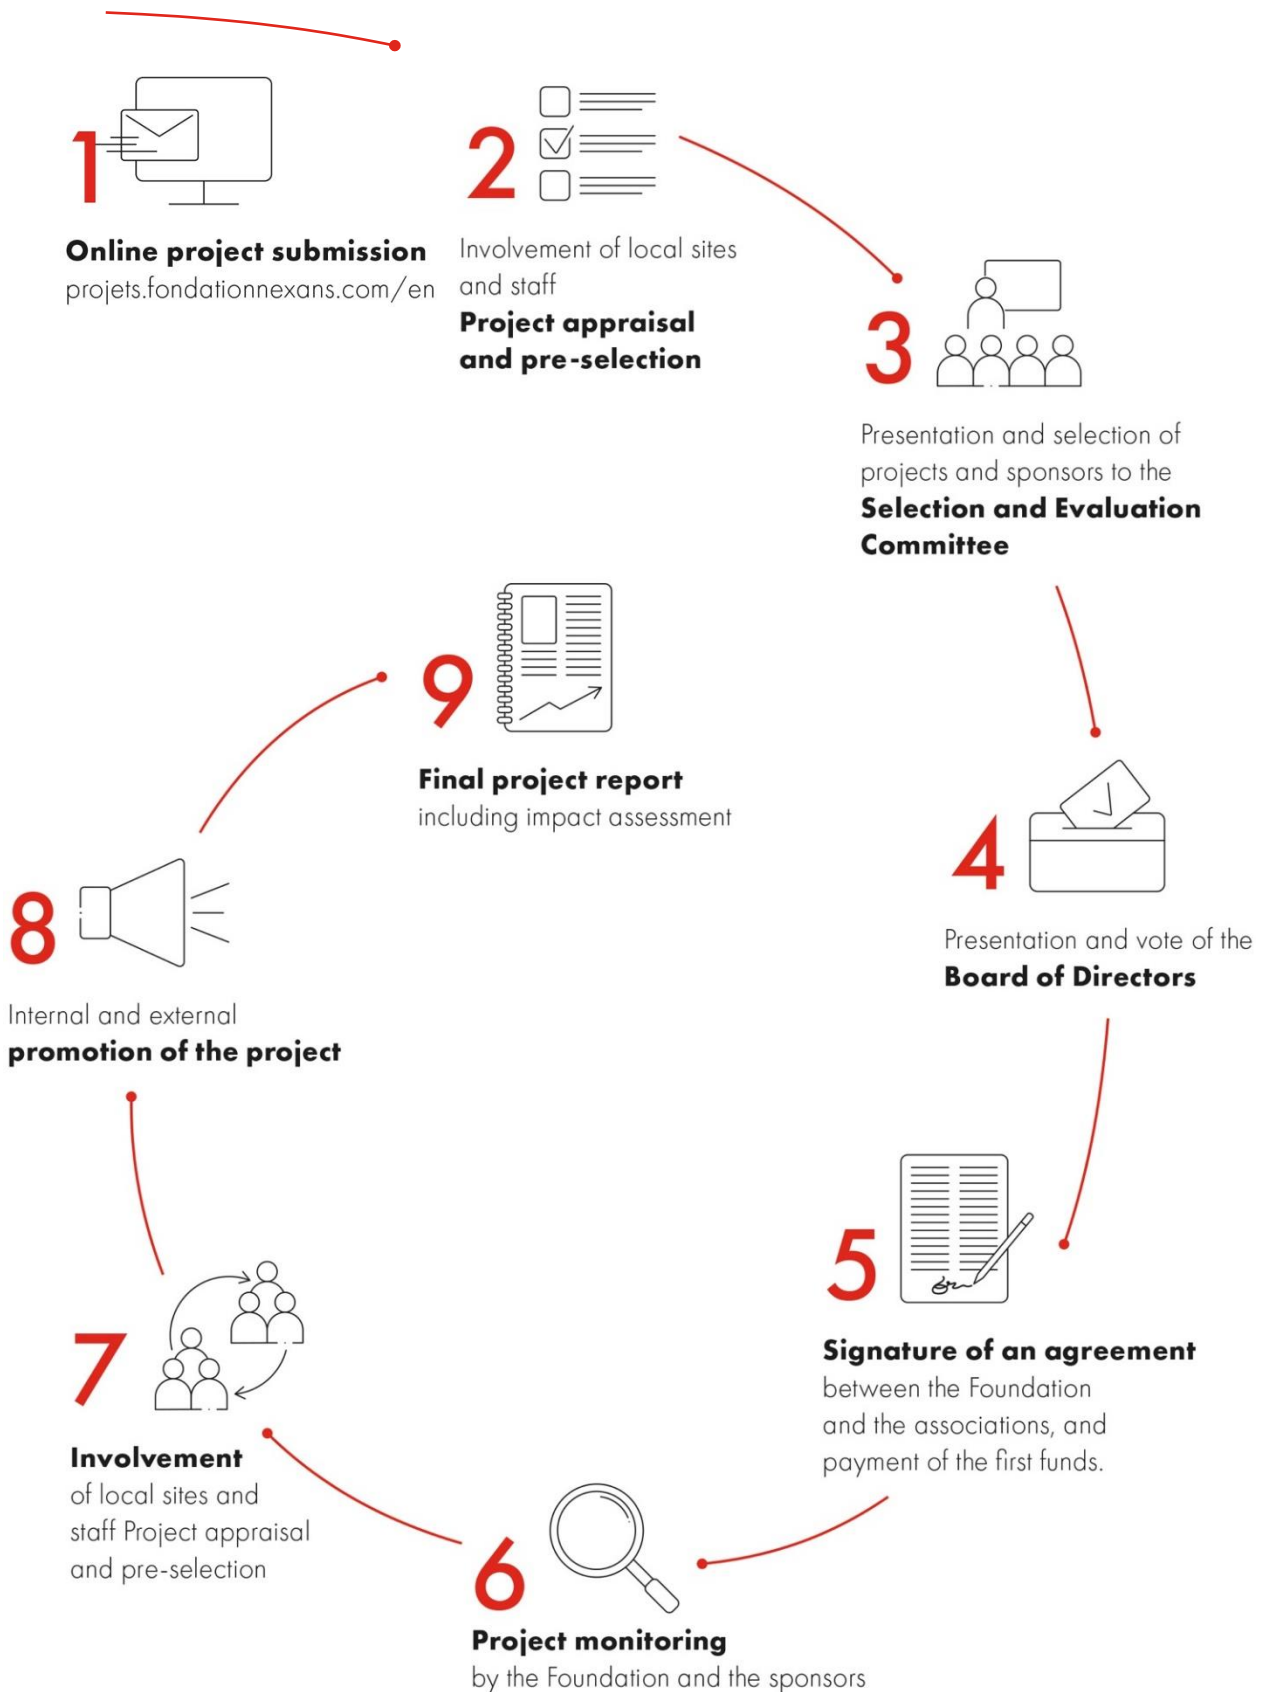 1
Online project submission
projets.fondationnexans.com/en
2
Involvement of local sites
and staff
Project appraisal
and pre-selection
3
Presentation and selection of
projects and sponsors to the
Selection and Evaluation
Committee
4
Presentation and vote of the
Board of Directors
5
Signature of an agreement
between the Foundation
and the associations, and
payment of the first funds.
6
Project monitoring
by the Foundation and the sponsors
7
Involvement
of local sites and
staff Project appraisal
and pre-selection
8
Internal and external
promotion of the project
9
Final project report
including impact assessment